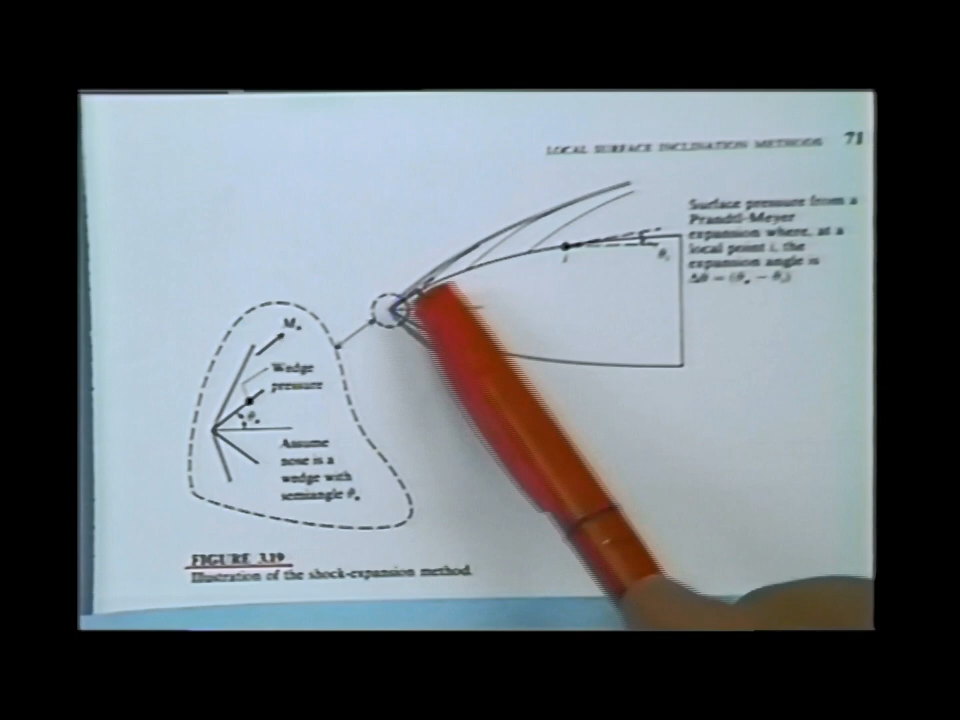 LOCAL SURFACE INCLINATION METHODS 71
Surface pressure from a
Prandtl-Meyer
expansion where, at a
local point i, the
expansion angle is
Δθ = (θₙ − θᵢ)
i
θᵢ
Mₙ
Wedge
pressure
θₙ
Assume
nose is a
wedge with
semiangle θₙ
FIGURE 3.19
Illustration of the shock-expansion method.